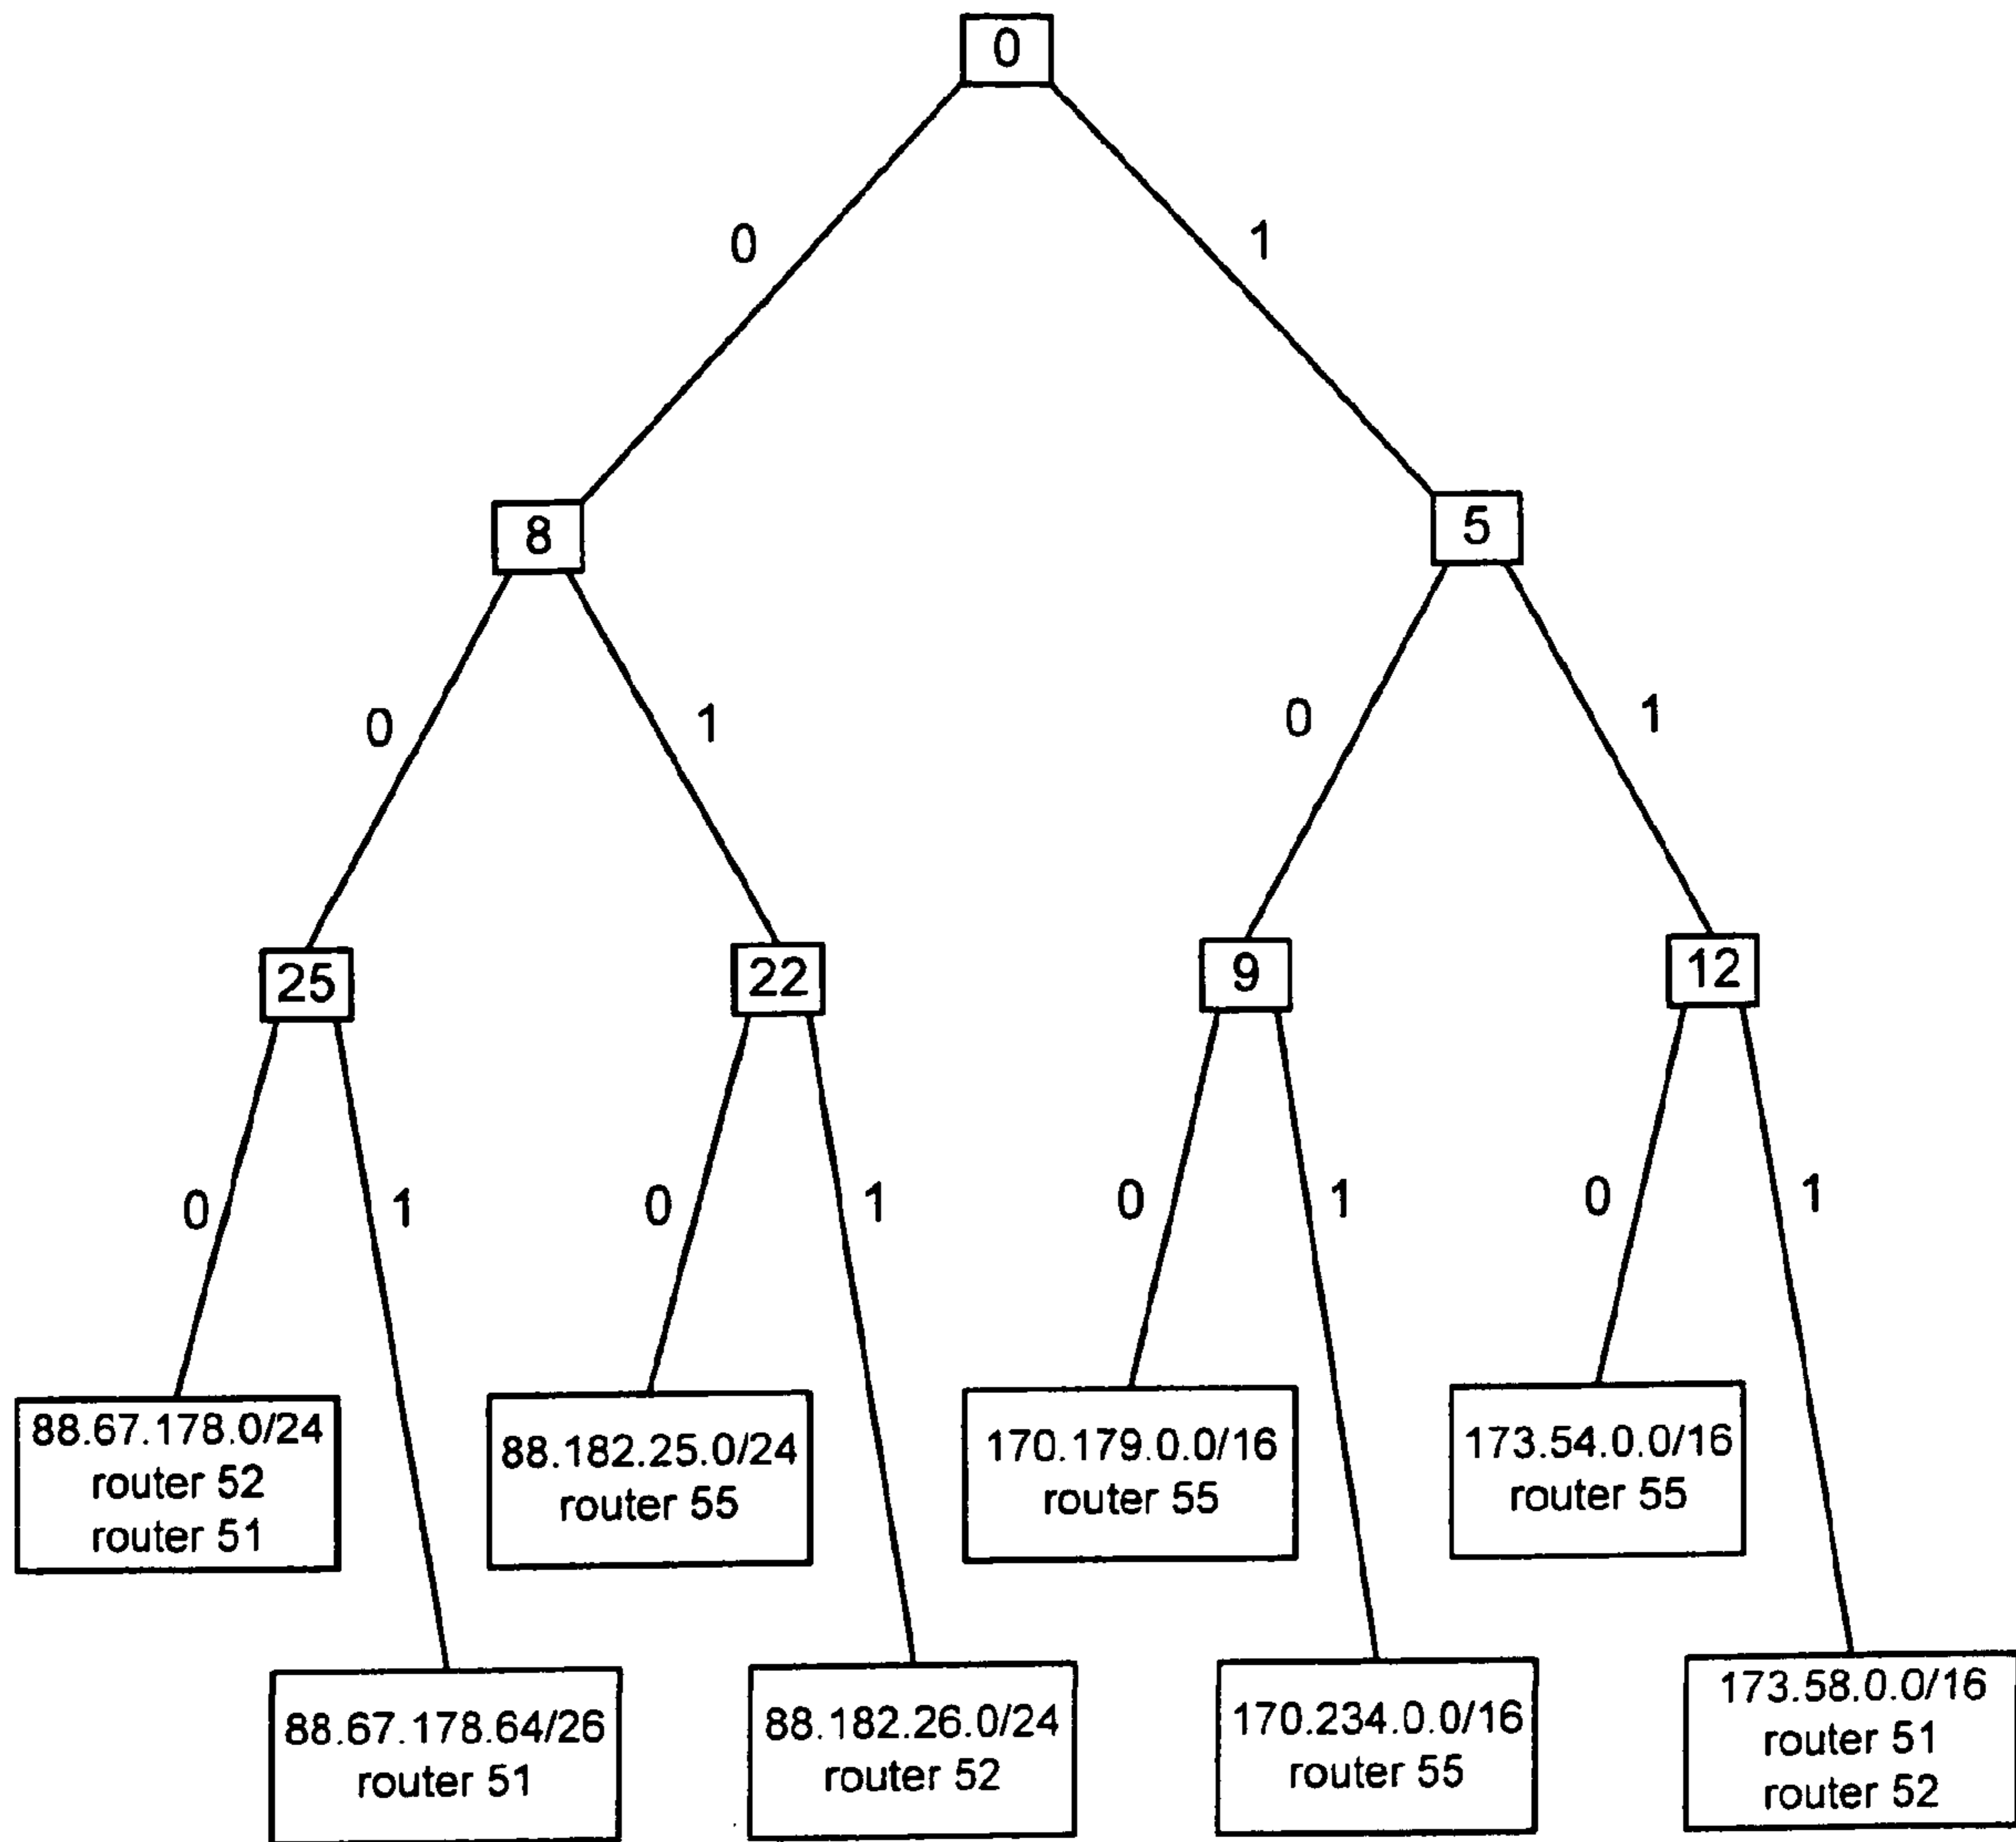 0
0
1
8
5
0
1
0
1
25
22
9
12
0
1
0
1
0
1
0
1
88.67.178.0/24
router 52
router 51
88.182.25.0/24
router 55
170.179.0.0/16
router 55
173.54.0.0/16
router 55
88.67.178.64/26
router 51
88.182.26.0/24
router 52
170.234.0.0/16
router 55
173.58.0.0/16
router 51
router 52